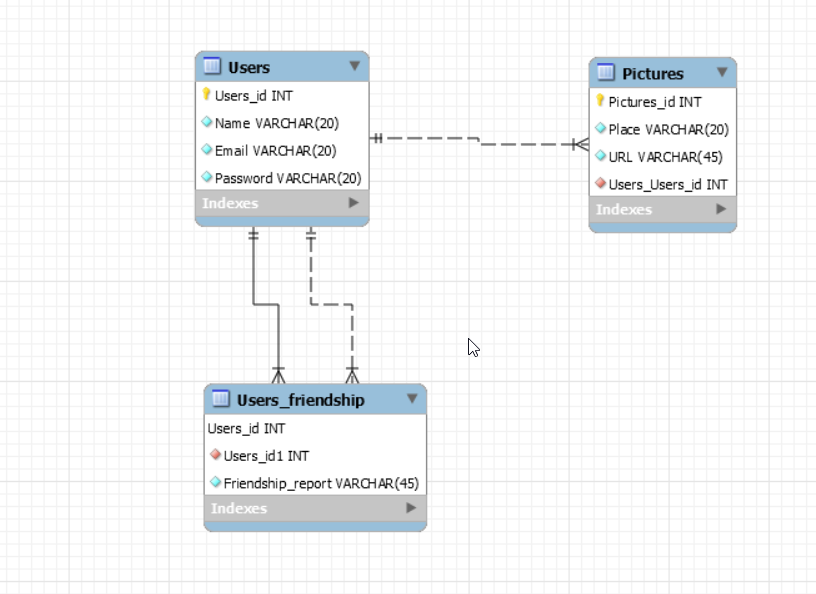 Users
Users_id INT
Name VARCHAR(20)
Email VARCHAR(20)
Password VARCHAR(20)
Indexes
Pictures
Pictures_id INT
Place VARCHAR(20)
URL VARCHAR(45)
Users_Users_id INT
Indexes
Users_friendship
Users_id INT
Users_id1 INT
Friendship_report VARCHAR(45)
Indexes